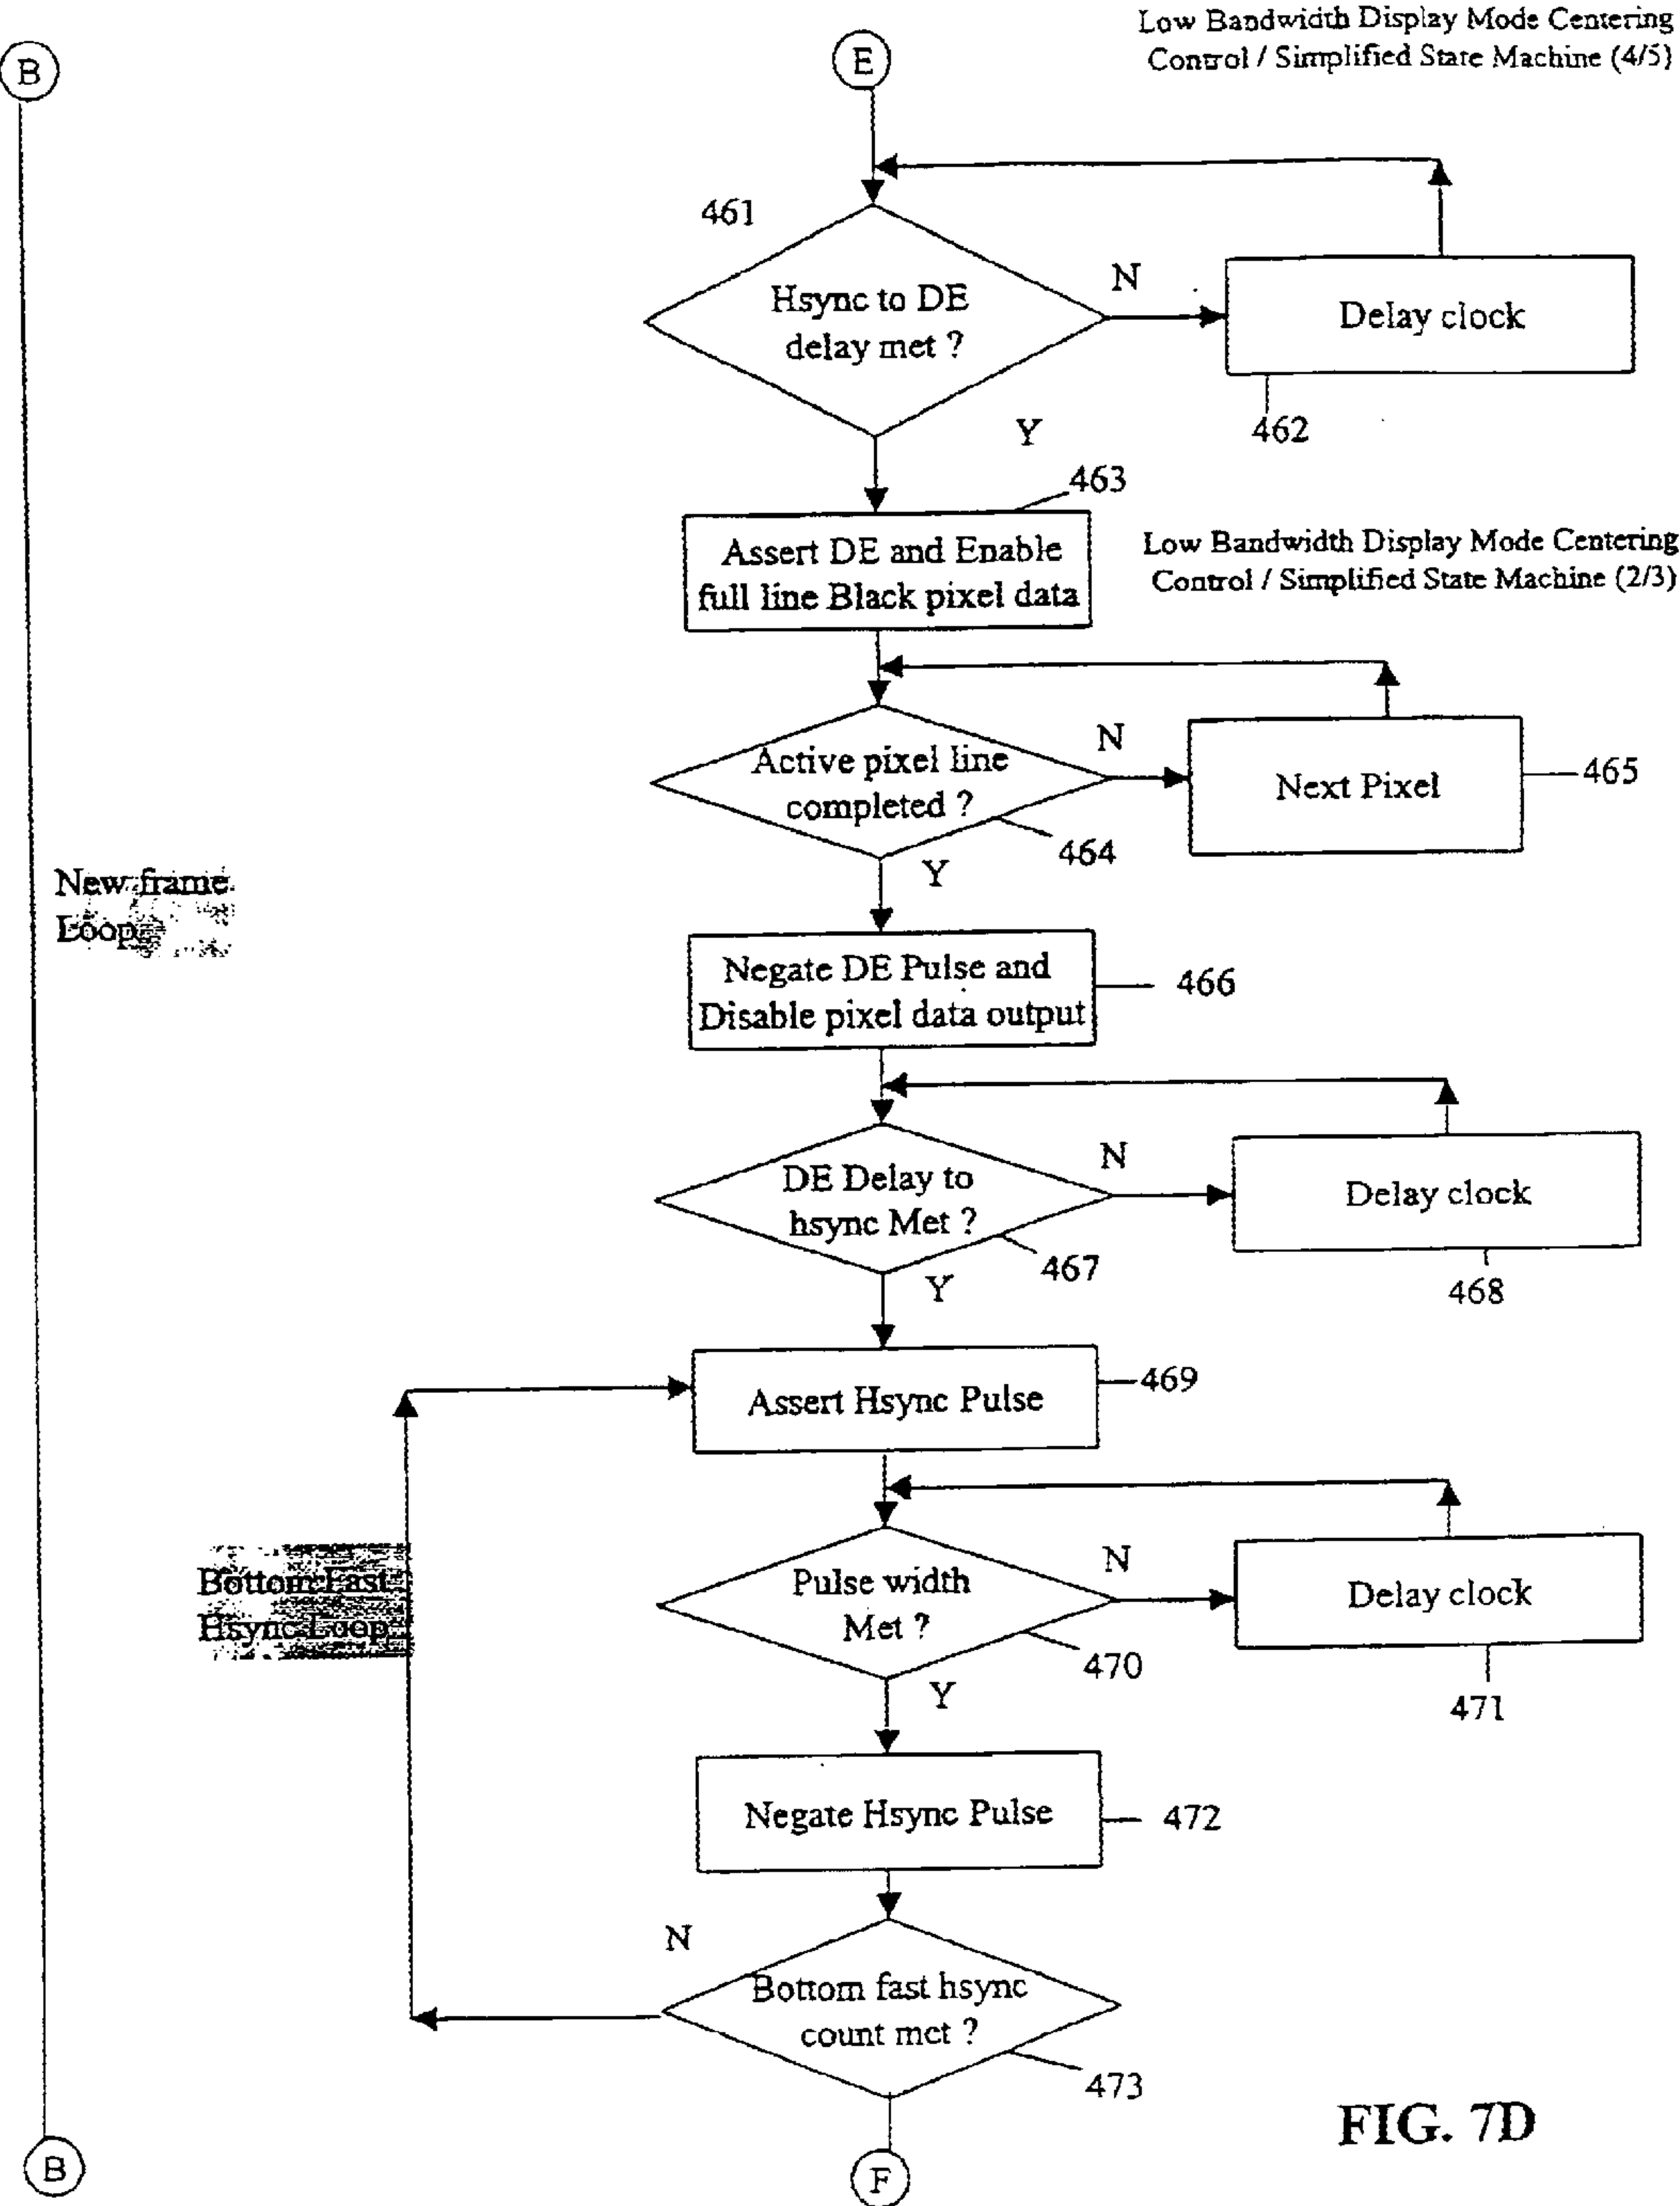 Low Bandwidth Display Mode Centering
Control / Simplified State Machine (4/5)
B
E
461
Hsync to DE
delay met ?
N
Delay clock
462
Y
463
Assert DE and Enable
full line Black pixel data
Low Bandwidth Display Mode Centering
Control / Simplified State Machine (2/3)
Active pixel line
completed ?
N
Next Pixel
465
464
Y
New frame
Loop
Negate DE Pulse and
Disable pixel data output
466
DE Delay to
hsync Met ?
N
Delay clock
467
468
Y
Assert Hsync Pulse
469
Bottom Fast
Hsync Loop
Pulse width
Met ?
N
Delay clock
470
471
Y
Negate Hsync Pulse
472
N
Bottom fast hsync
count met ?
473
FIG. 7D
B
F